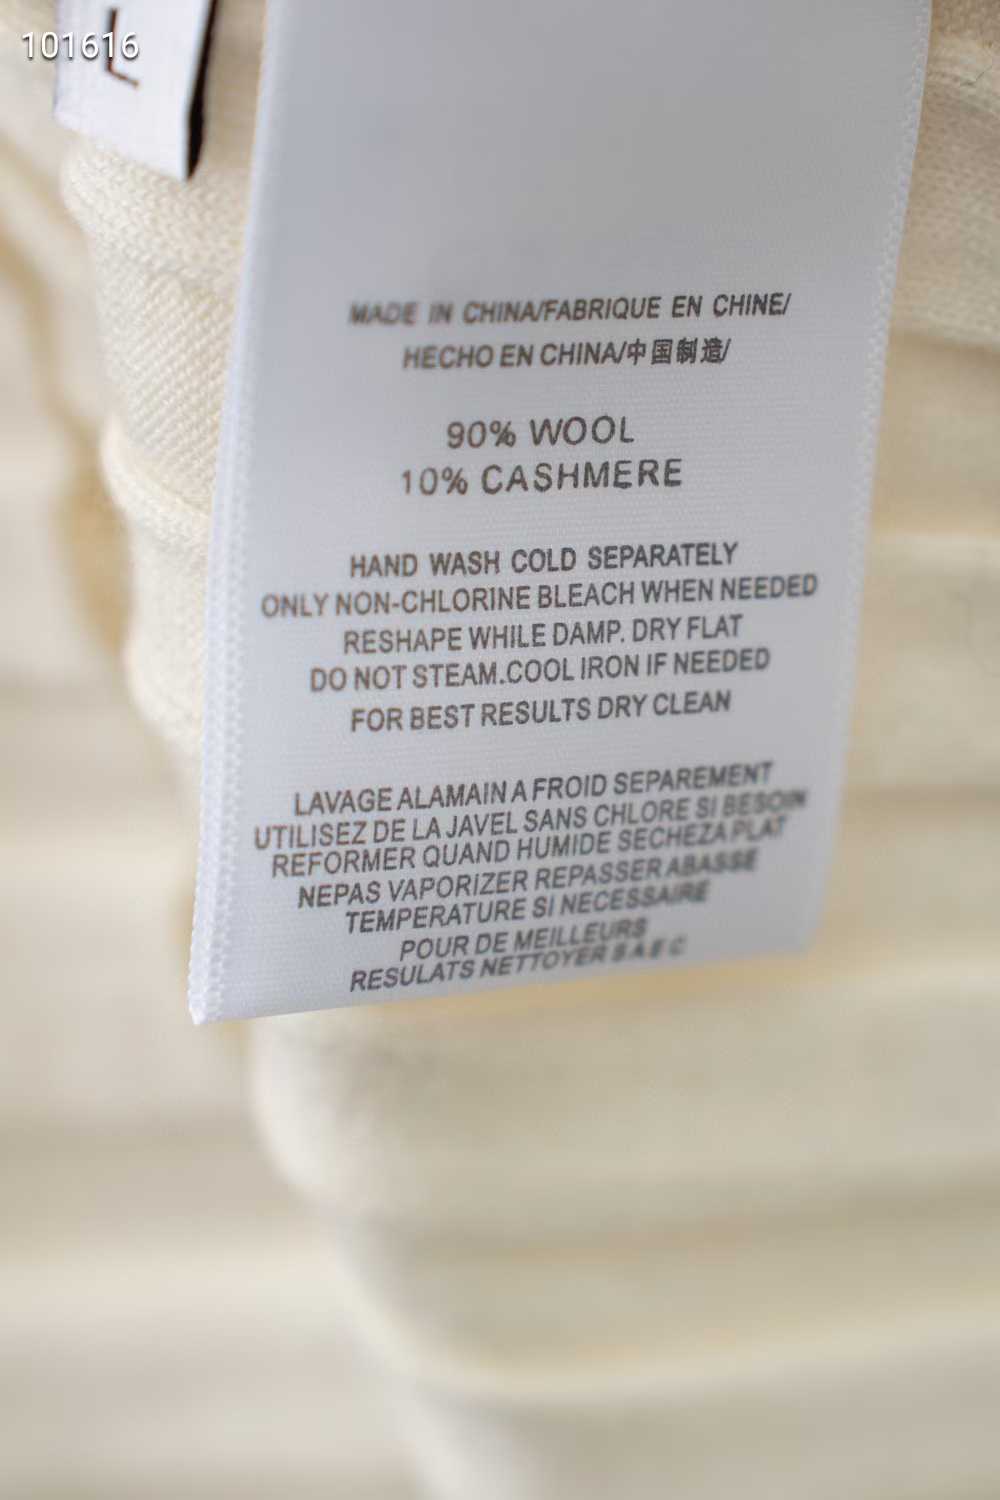 101616
L
MADE IN CHINA/FABRIQUE EN CHINE/
HECHO EN CHINA/中国制造/
90% WOOL
10% CASHMERE
HAND WASH COLD SEPARATELY
ONLY NON-CHLORINE BLEACH WHEN NEEDED
RESHAPE WHILE DAMP. DRY FLAT
DO NOT STEAM.COOL IRON IF NEEDED
FOR BEST RESULTS DRY CLEAN
LAVAGE ALAMAIN A FROID SEPAREMENT
UTILISEZ DE LA JAVEL SANS CHLORE SI BESOIN
REFORMER QUAND HUMIDE SECHEZA PLAT
NEPAS VAPORIZER REPASSER ABASSE
TEMPERATURE SI NECESSAIRE
POUR DE MEILLEURS
RESULATS NETTOYER